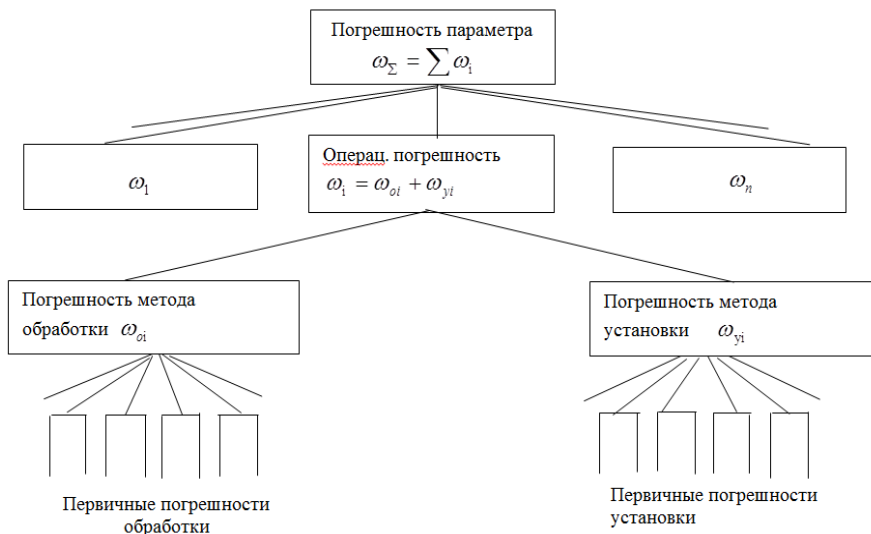 Погрешность параметра
ω_Σ = ∑ ω_i
ω_1
Операц. погрешность
ω_i = ω_oi + ω_yi
ω_n
Погрешность метода
обработки ω_oi
Погрешность метода
установки ω_yi
Первичные погрешности
обработки
Первичные погрешности
установки